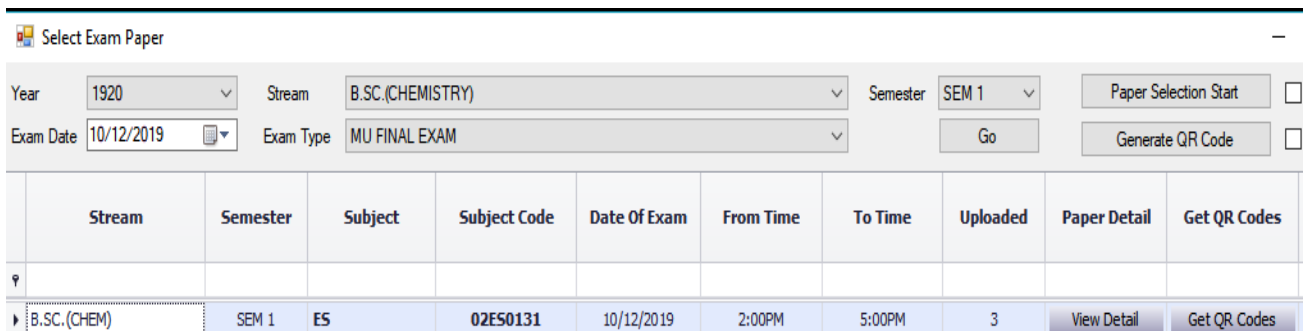 Select Exam Paper
Year 1920 Stream B.SC.(CHEMISTRY) Semester SEM 1 Paper Selection Start
Exam Date 10/12/2019 Exam Type MU FINAL EXAM Go Generate QR Code
Stream Semester Subject Subject Code Date Of Exam From Time To Time Uploaded Paper Detail Get QR Codes
B.SC.(CHEM) SEM 1 ES 02ES0131 10/12/2019 2:00PM 5:00PM 3 View Detail Get QR Codes